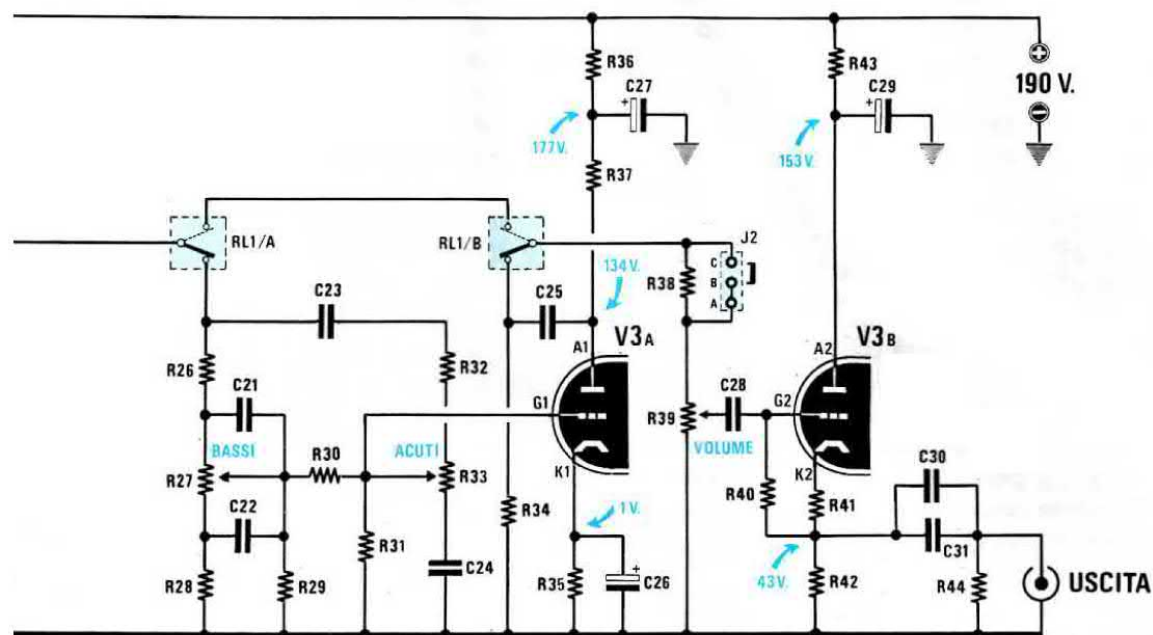 R36
C27
+
177 V.
R37
R43
C29
+
153 V.
+
190 V.
−
RL1/A
RL1/B
J2
C
B
A
R38
134 V.
C23
C25
A1
V3A
A2
V3B
R26
R32
C21
G1
C28
G2
R39
BASSI
R30
ACUTI
VOLUME
R27
R33
K1
K2
C30
C22
R34
1 V.
R40
R41
R31
C24
C31
R28
R29
R35
+
C26
43 V.
R42
R44
USCITA